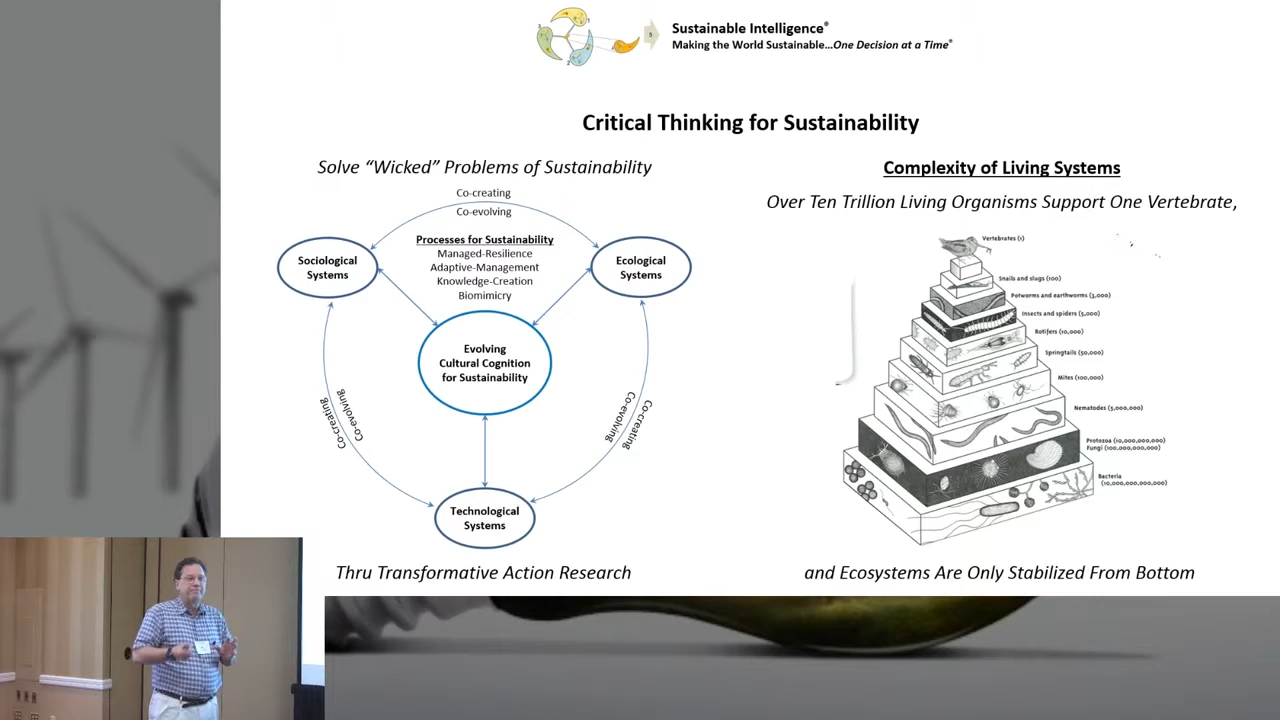 Sustainable Intelligence®
Making the World Sustainable...One Decision at a Time®
Critical Thinking for Sustainability
Solve “Wicked” Problems of Sustainability
Co-creating
Co-evolving
Processes for Sustainability
Managed-Resilience
Adaptive-Management
Knowledge-Creation
Biomimicry
Sociological
Systems
Ecological
Systems
Evolving
Cultural Cognition
for Sustainability
Co-creating
Co-evolving
Co-evolving
Co-creating
Technological
Systems
Thru Transformative Action Research
Complexity of Living Systems
Over Ten Trillion Living Organisms Support One Vertebrate,
Vertebrates (1)
Snails and slugs (100)
Potworms and earthworms (3,000)
Insects and spiders (5,000)
Rotifers (10,000)
Springtails (50,000)
Mites (100,000)
Nematodes (5,000,000)
Protozoa (10,000,000,000)
Fungi (100,000,000,000)
Bacteria
(10,000,000,000,000)
and Ecosystems Are Only Stabilized From Bottom